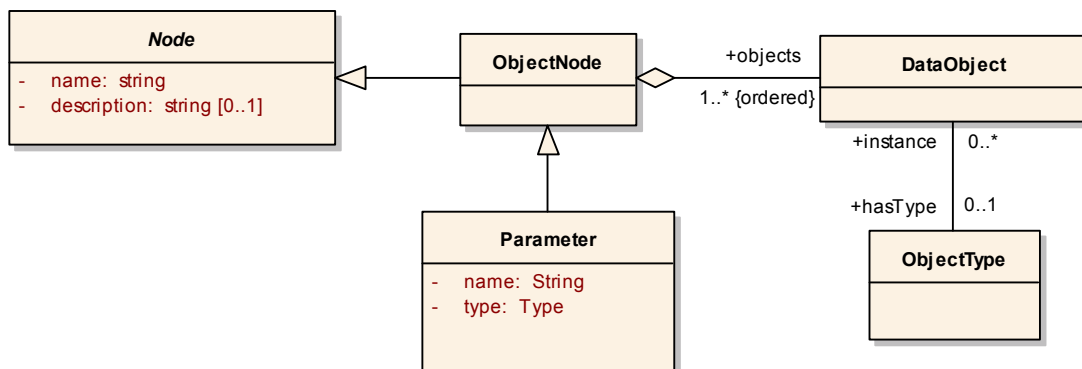 Node
- name: string
- description: string [0..1]
ObjectNode
+objects
1..* {ordered}
DataObject
+instance 0..*
+hasType 0..1
ObjectType
Parameter
- name: String
- type: Type